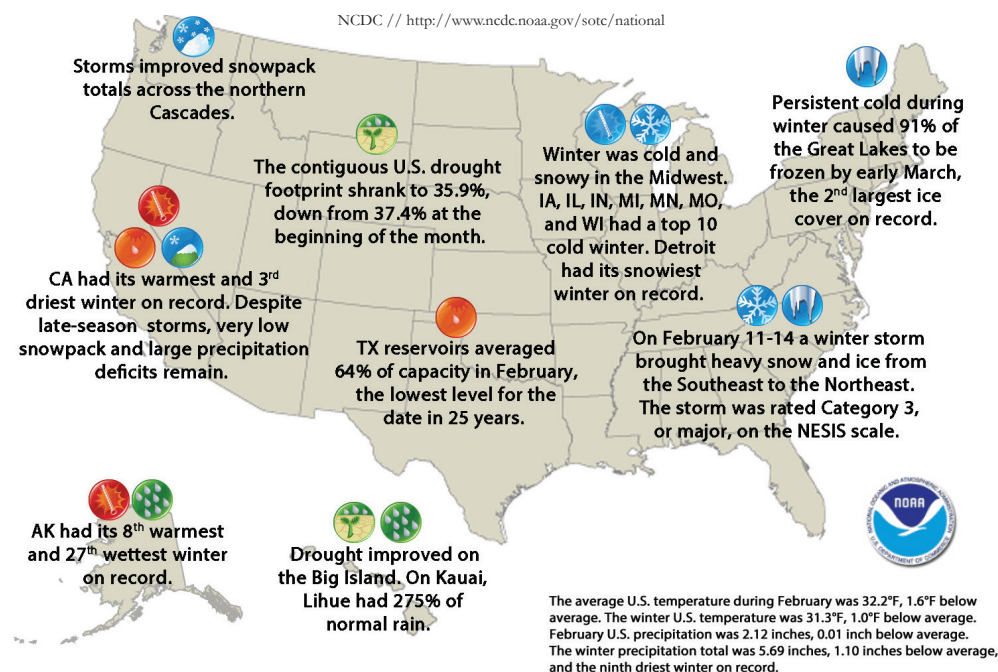 NCDC // http://www.ncdc.noaa.gov/sotc/national
Storms improved snowpack
totals across the northern
Cascades.
The contiguous U.S. drought
footprint shrank to 35.9%,
down from 37.4% at the
beginning of the month.
Winter was cold and
snowy in the Midwest.
IA, IL, IN, MI, MN, MO,
and WI had a top 10
cold winter. Detroit
had its snowiest
winter on record.
Persistent cold during
winter caused 91% of
the Great Lakes to be
frozen by early March,
the 2nd largest ice
cover on record.
CA had its warmest and 3rd
driest winter on record. Despite
late-season storms, very low
snowpack and large precipitation
deficits remain.
TX reservoirs averaged
64% of capacity in February,
the lowest level for the
date in 25 years.
On February 11-14 a winter storm
brought heavy snow and ice from
the Southeast to the Northeast.
The storm was rated Category 3,
or major, on the NESIS scale.
AK had its 8th warmest
and 27th wettest winter
on record.
Drought improved on
the Big Island. On Kauai,
Lihue had 275% of
normal rain.
NATIONAL OCEANIC AND ATMOSPHERIC ADMINISTRATION
NOAA
U.S. DEPARTMENT OF COMMERCE
The average U.S. temperature during February was 32.2°F, 1.6°F below
average. The winter U.S. temperature was 31.3°F, 1.0°F below average.
February U.S. precipitation was 2.12 inches, 0.01 inch below average.
The winter precipitation total was 5.69 inches, 1.10 inches below average,
and the ninth driest winter on record.